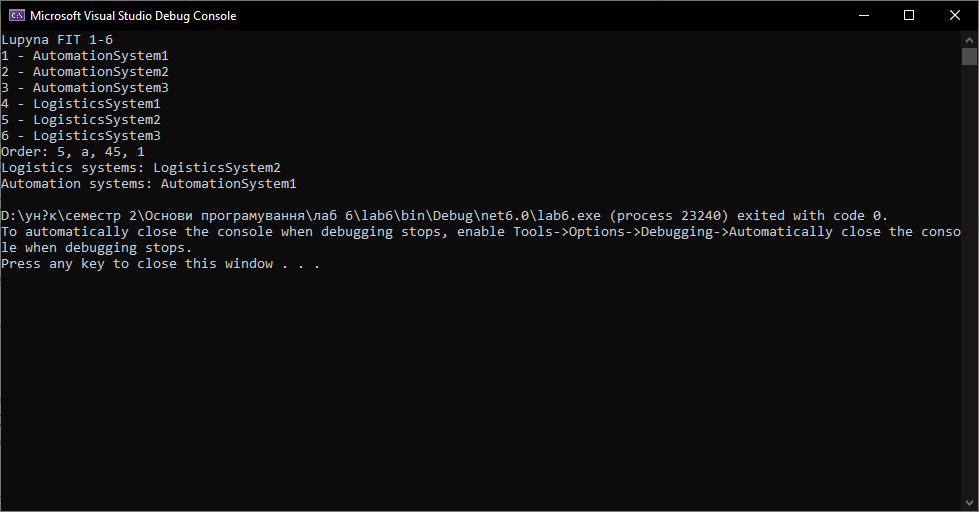 Microsoft Visual Studio Debug Console
Lupyna FIT 1-6
1 - AutomationSystem1
2 - AutomationSystem2
3 - AutomationSystem3
4 - LogisticsSystem1
5 - LogisticsSystem2
6 - LogisticsSystem3
Order: 5, a, 45, 1
Logistics systems: LogisticsSystem2
Automation systems: AutomationSystem1
D:\ун?к\семестр 2\Основи програмування\лаб 6\lab6\bin\Debug\net6.0\lab6.exe (process 23240) exited with code 0.
To automatically close the console when debugging stops, enable Tools->Options->Debugging->Automatically close the conso
le when debugging stops.
Press any key to close this window . . .